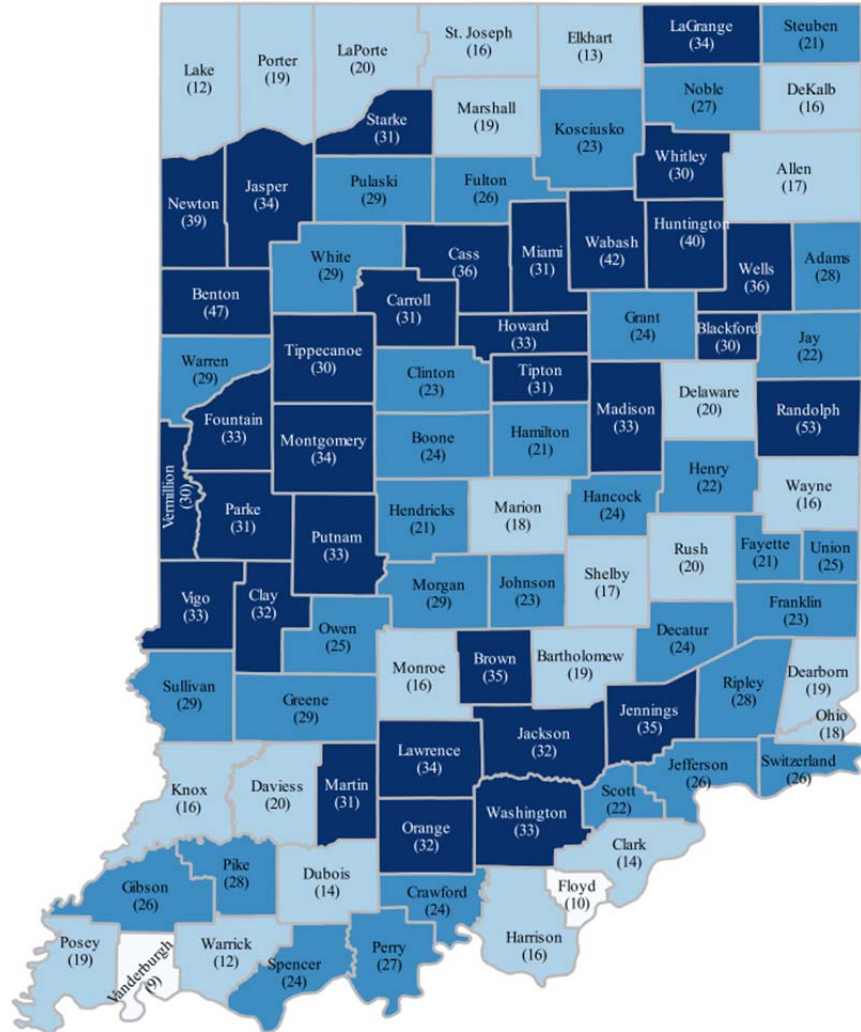 St. Joseph
(16)
Elkhart
(13)
LaGrange
(34)
Steuben
(21)
Lake
(12)
Porter
(19)
LaPorte
(20)
Noble
(27)
DeKalb
(16)
Starke
(31)
Marshall
(19)
Kosciusko
(23)
Whitley
(30)
Allen
(17)
Newton
(39)
Jasper
(34)
Pulaski
(29)
Fulton
(26)
White
(29)
Cass
(36)
Miami
(31)
Wabash
(42)
Huntington
(40)
Wells
(36)
Adams
(28)
Benton
(47)
Carroll
(31)
Howard
(33)
Grant
(24)
Blackford
(30)
Jay
(22)
Warren
(29)
Tippecanoe
(30)
Clinton
(23)
Tipton
(31)
Madison
(33)
Delaware
(20)
Randolph
(53)
Fountain
(33)
Montgomery
(34)
Boone
(24)
Hamilton
(21)
Henry
(22)
Wayne
(16)
Vermillion
(30)
Parke
(31)
Putnam
(33)
Hendricks
(21)
Marion
(18)
Hancock
(24)
Rush
(20)
Fayette
(21)
Union
(25)
Vigo
(33)
Clay
(32)
Owen
(25)
Morgan
(29)
Johnson
(23)
Shelby
(17)
Decatur
(24)
Franklin
(23)
Sullivan
(29)
Greene
(29)
Monroe
(16)
Brown
(35)
Bartholomew
(19)
Jennings
(35)
Ripley
(28)
Dearborn
(19)
Ohio
(18)
Knox
(16)
Daviess
(20)
Martin
(31)
Lawrence
(34)
Jackson
(32)
Jefferson
(26)
Switzerland
(26)
Orange
(32)
Washington
(33)
Scott
(22)
Clark
(14)
Gibson
(26)
Pike
(28)
Dubois
(14)
Crawford
(24)
Floyd
(10)
Harrison
(16)
Posey
(19)
Vanderburgh
(9)
Warrick
(12)
Spencer
(24)
Perry
(27)